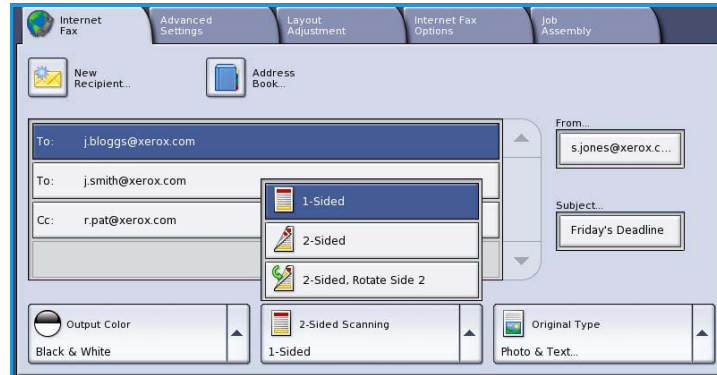 Internet
Fax
Advanced
Settings
Layout
Adjustment
Internet Fax
Options
Job
Assembly
New
Recipient...
Address
Book...
From...
To: j.bloggs@xerox.com
s.jones@xerox.c...
To: j.smith@xerox.com
1-Sided
Subject...
Cc: r.pat@xerox.com
Friday's Deadline
2-Sided
2-Sided, Rotate Side 2
Output Color
Black & White
2-Sided Scanning
1-Sided
Original Type
Photo & Text...